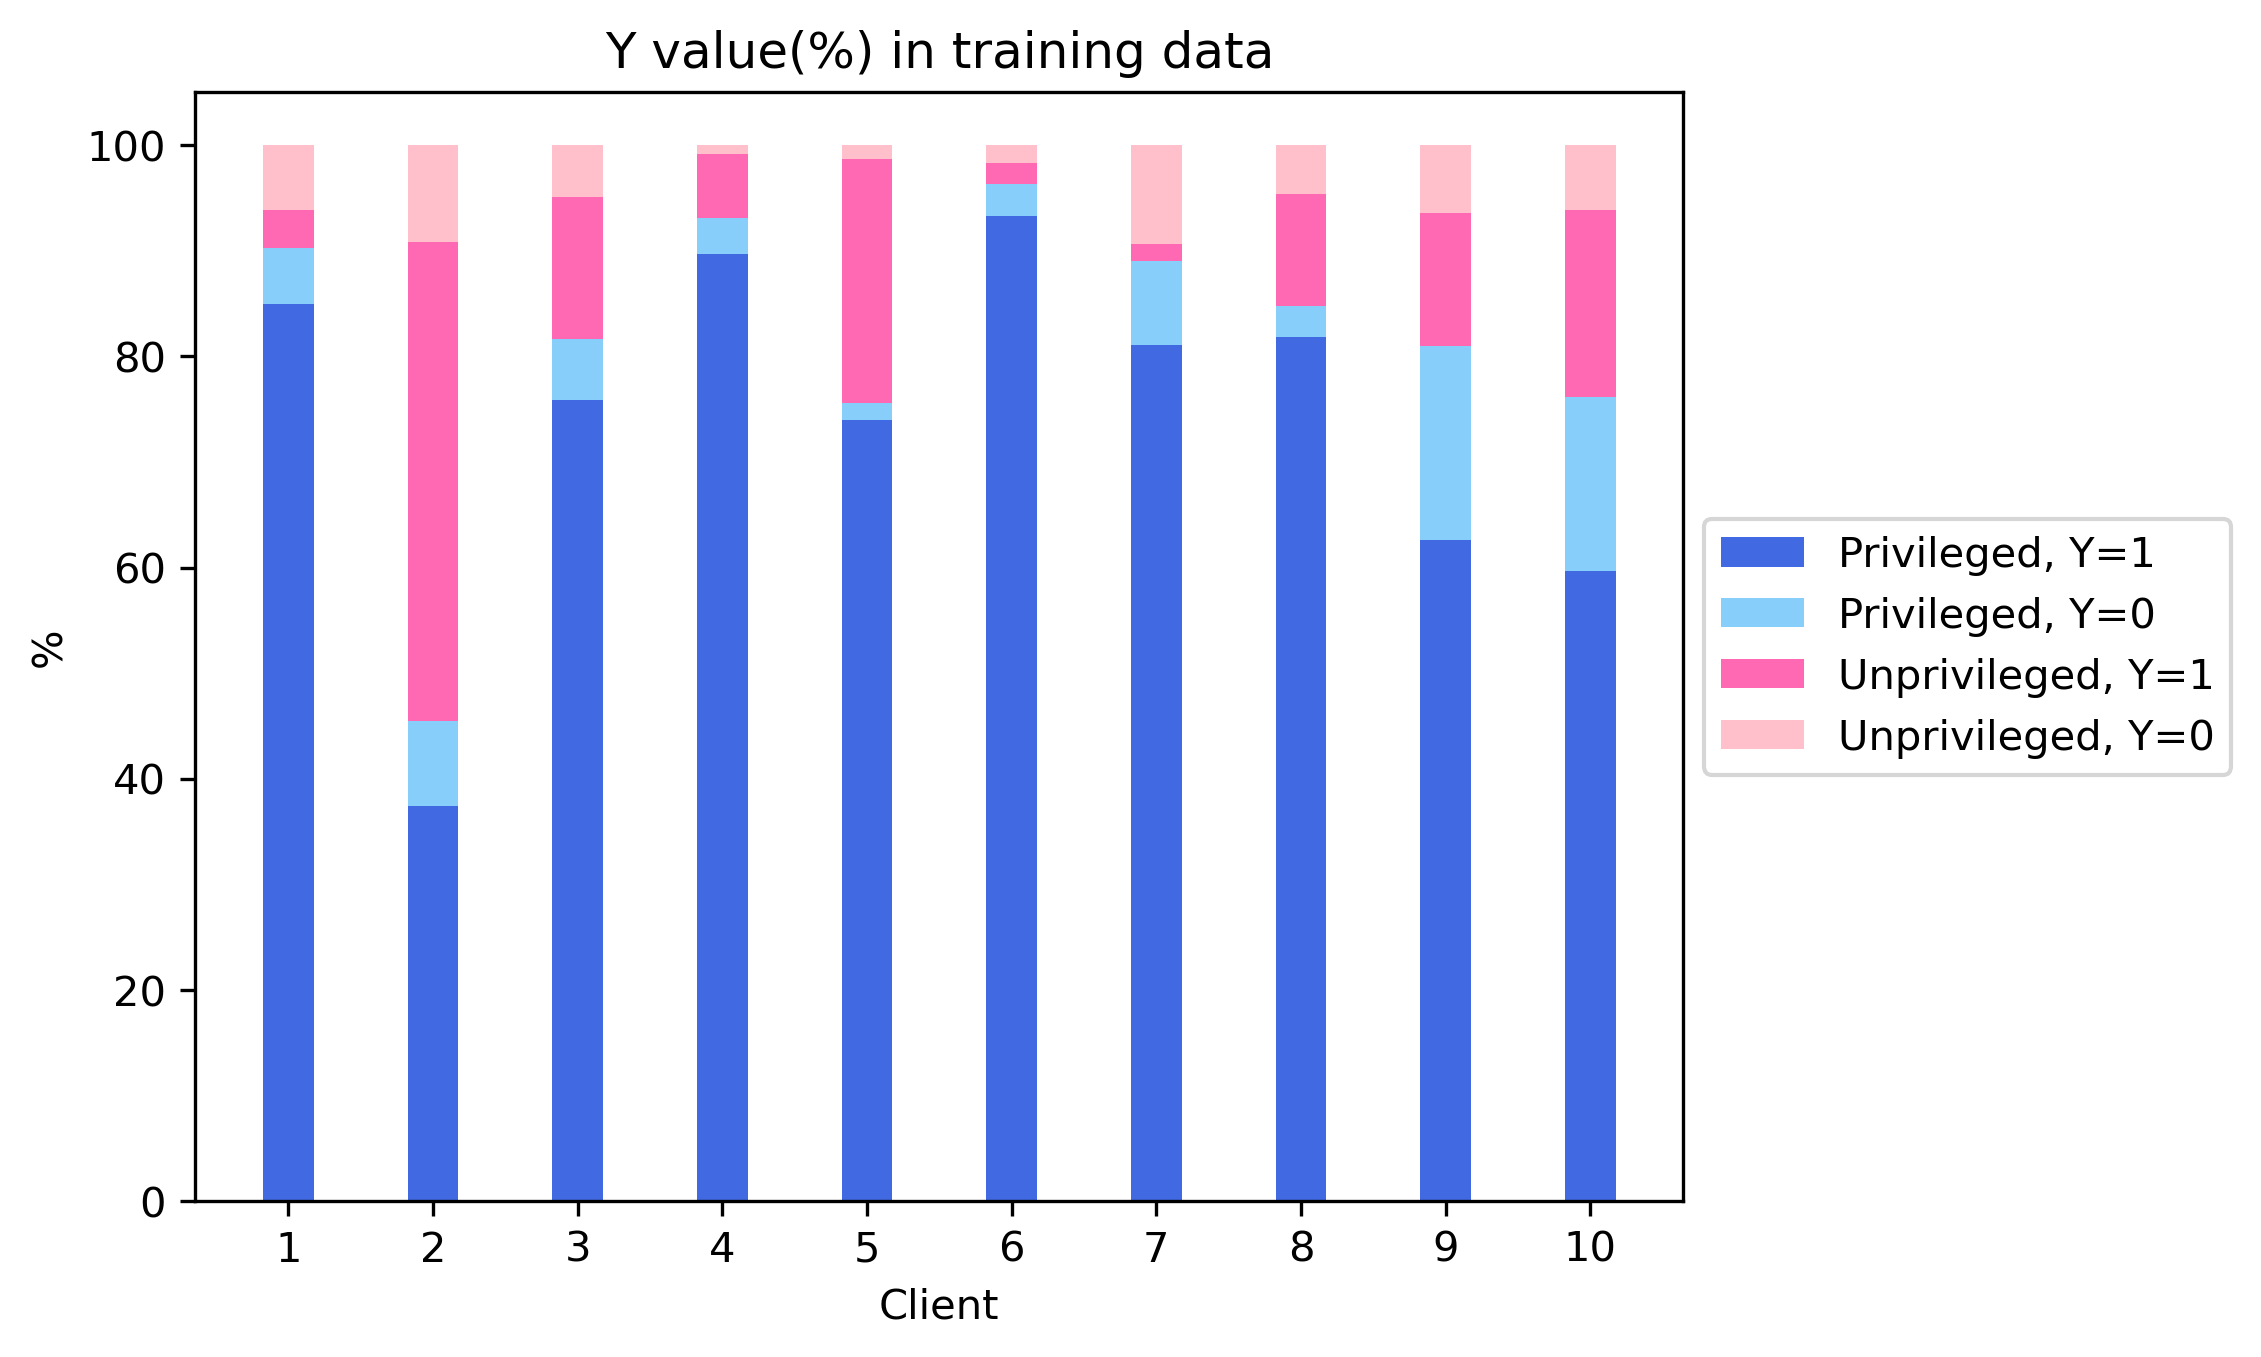 Y value(%) in training data
100
80
60
40
20
0
%
1 2 3 4 5 6 7 8 9 10
Client
Privileged, Y=1
Privileged, Y=0
Unprivileged, Y=1
Unprivileged, Y=0